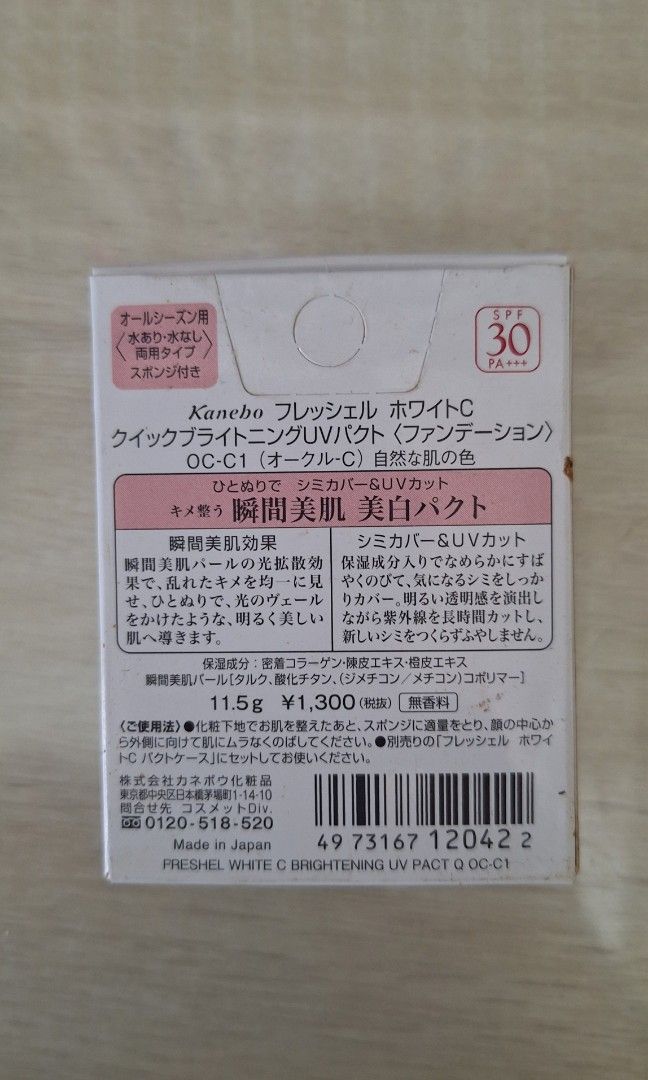 オールシーズン用
〈水あり・水なし
両用タイプ〉
スポンジ付き
SPF
30
PA+++
Kanebo フレッシェル ホワイトC
クイックブライトニングUVパクト〈ファンデーション〉
OC-C1(オークル-C)自然な肌の色
ひとぬりで シミカバー&UVカット
キメ整う 瞬間美肌 美白パクト
瞬間美肌効果
瞬間美肌パールの光拡散効
果で、乱れたキメを均一に見
せ、ひとぬりで、光のヴェール
をかけたような、明るく美しい
肌へ導きます。
シミカバー&UVカット
保湿成分入りでなめらかにすば
やくのびて、気になるシミをしっか
りカバー。明るい透明感を演出し
ながら紫外線を長時間カットし、
新しいシミをつくらずふやしません。
保湿成分:密着コラーゲン・陳皮エキス・橙皮エキス
瞬間美肌パール[タルク、酸化チタン、(ジメチコン/メチコン)コポリマー]
11.5g ¥1,300(税抜) 無香料
〈ご使用法〉●化粧下地でお肌を整えたあと、スポンジに適量をとり、顔の中心か
ら外側に向けて肌にムラなくのばしてください。●別売りの「フレッシェル ホワイ
トC パクトケース」にセットしてお使いください。
株式会社カネボウ化粧品
東京都中央区日本橋茅場町1-14-10
問合せ先 コスメットDiv.
0120-518-520
Made in Japan
49 73167 12042 2
FRESHEL WHITE C BRIGHTENING UV PACT Q OC-C1